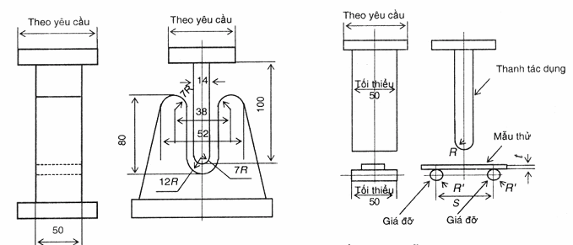 Theo yêu cầu
Theo yêu cầu
14
7R
38
52
80
100
12R
7R
50
Theo yêu cầu
Tối thiểu
50
Tối thiểu
50
Thanh tác dụng
R
Mẫu thử
t
R'
R'
S
Giá đỡ
Giá đỡ